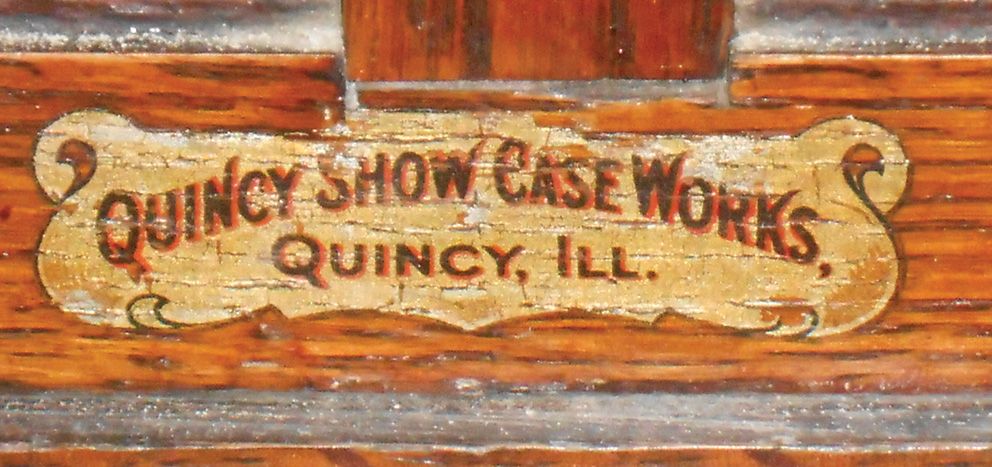 QUINCY SHOW CASE WORKS,
QUINCY, ILL.